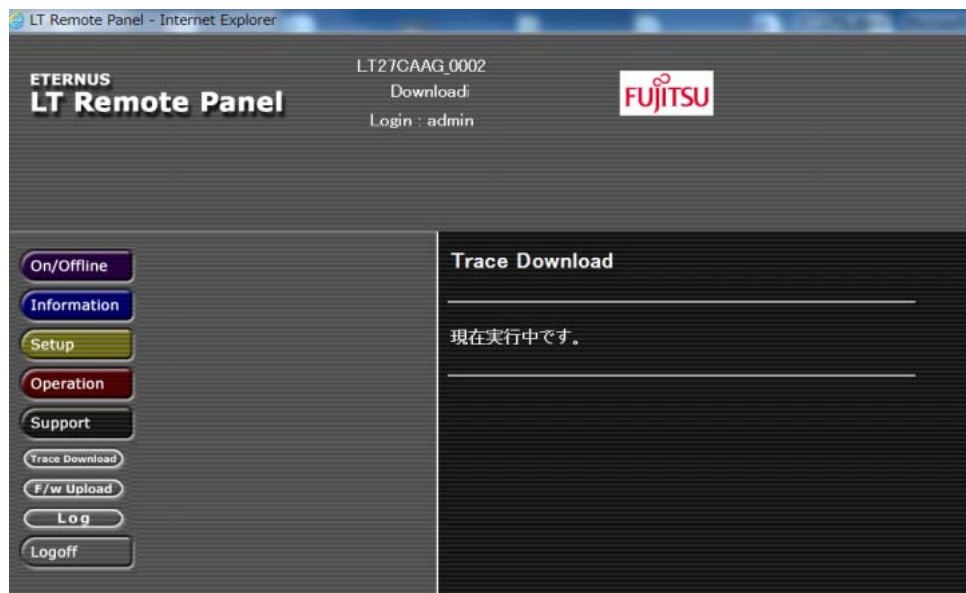 LT Remote Panel - Internet Explorer
ETERNUS
LT Remote Panel
LT27CAAG_0002
Downloadi
Login : admin
FUJITSU
On/Offline
Information
Setup
Operation
Support
Trace Download
F/w Upload
Log
Logoff
Trace Download
現在実行中です。